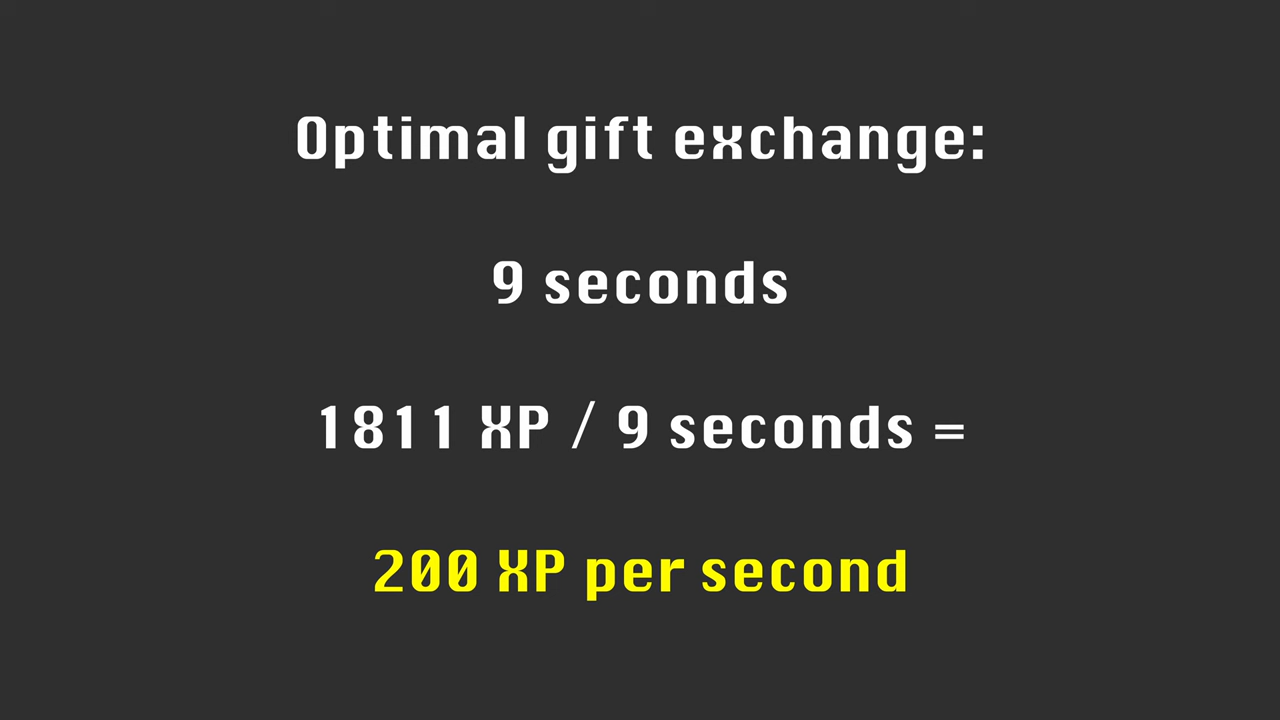 Optimal gift exchange:
9 seconds
1811 XP / 9 seconds =
200 XP per second